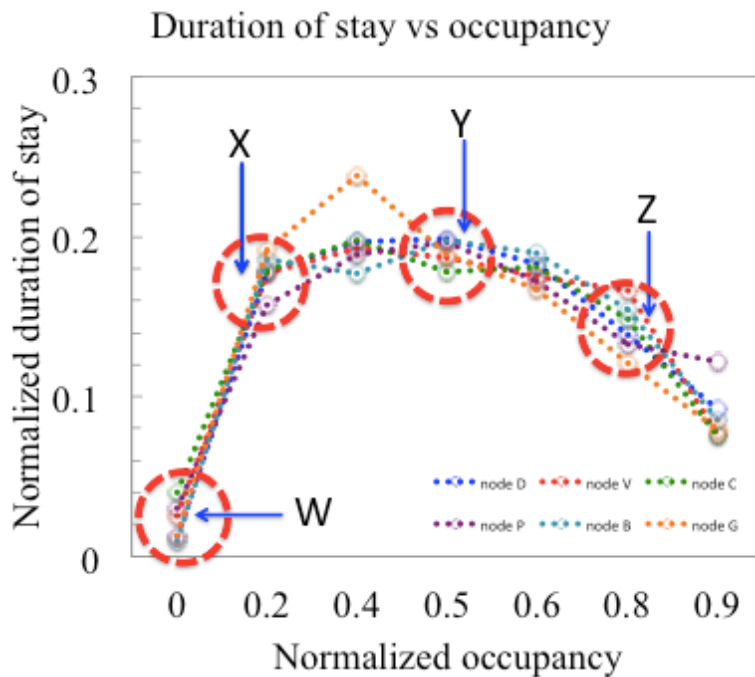 Duration of stay vs occupancy
0.3
0.2
0.1
0
Normalized duration of stay
X
Y
Z
W
node D node V node C
node P node B node G
0 0.2 0.4 0.5 0.6 0.8 0.9
Normalized occupancy